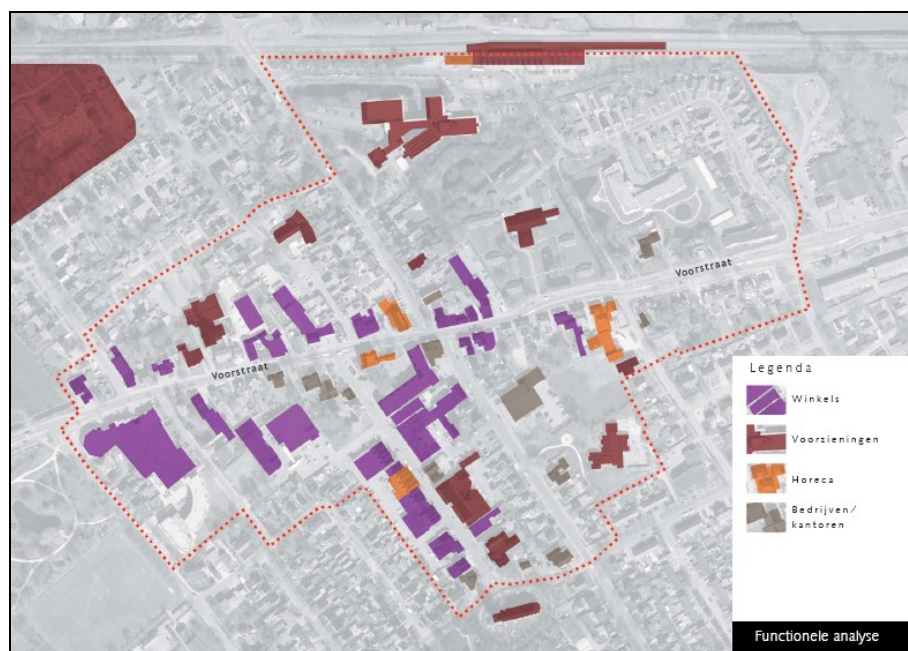 Voorstraat
Voorstraat
Legenda
Winkels
Voorzieningen
Horeca
Bedrijven/
kantoren
Functionele analyse